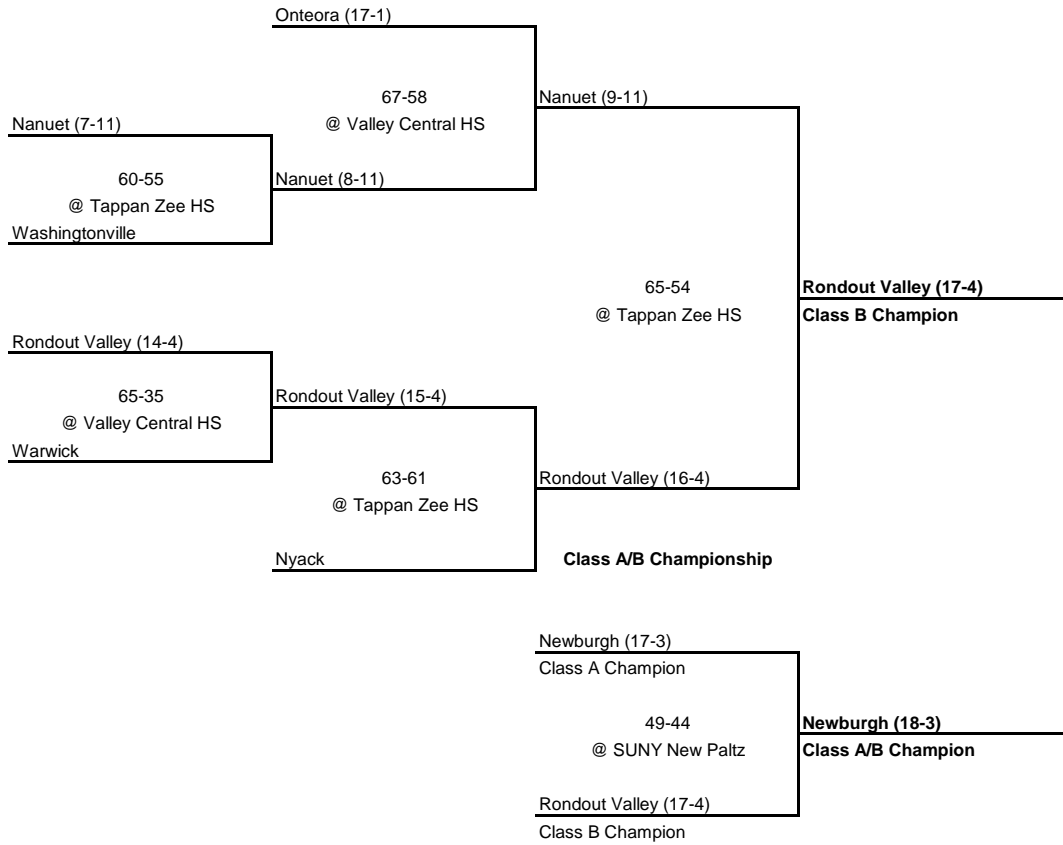 Onteora (17-1)
67-58
@ Valley Central HS
Nanuet (9-11)
Nanuet (7-11)
60-55
@ Tappan Zee HS
Nanuet (8-11)
Washingtonville
65-54
@ Tappan Zee HS
Rondout Valley (17-4)
Class B Champion
Rondout Valley (14-4)
65-35
@ Valley Central HS
Rondout Valley (15-4)
Warwick
63-61
@ Tappan Zee HS
Rondout Valley (16-4)
Nyack
Class A/B Championship
Newburgh (17-3)
Class A Champion
49-44
@ SUNY New Paltz
Newburgh (18-3)
Class A/B Champion
Rondout Valley (17-4)
Class B Champion